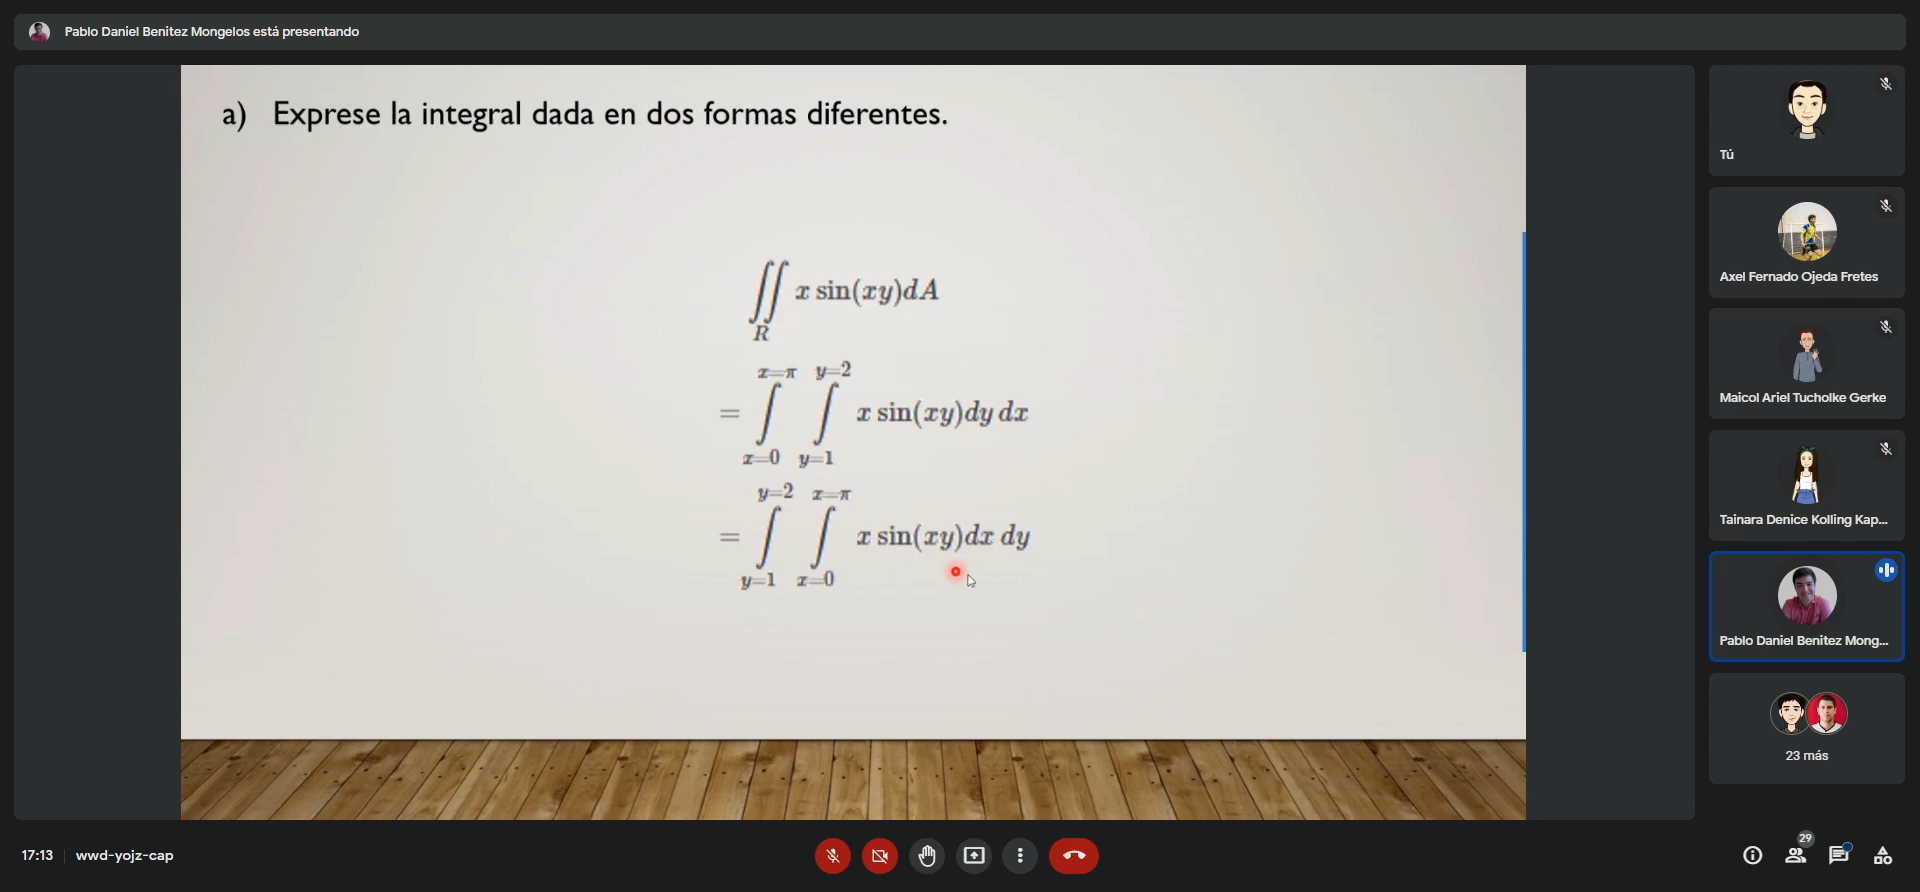 Pablo Daniel Benitez Mongelos está presentando
a) Exprese la integral dada en dos formas diferentes.
∬ x sin(xy)dA
R
x=π y=2
= ∫ ∫ x sin(xy)dy dx
x=0 y=1
y=2 x=π
= ∫ ∫ x sin(xy)dx dy
y=1 x=0
Tú
Axel Fernado Ojeda Fretes
Maicol Ariel Tucholke Gerke
Tainara Denice Kolling Kap...
Pablo Daniel Benitez Mong...
23 más
17:13 | wwd-yojz-cap
29